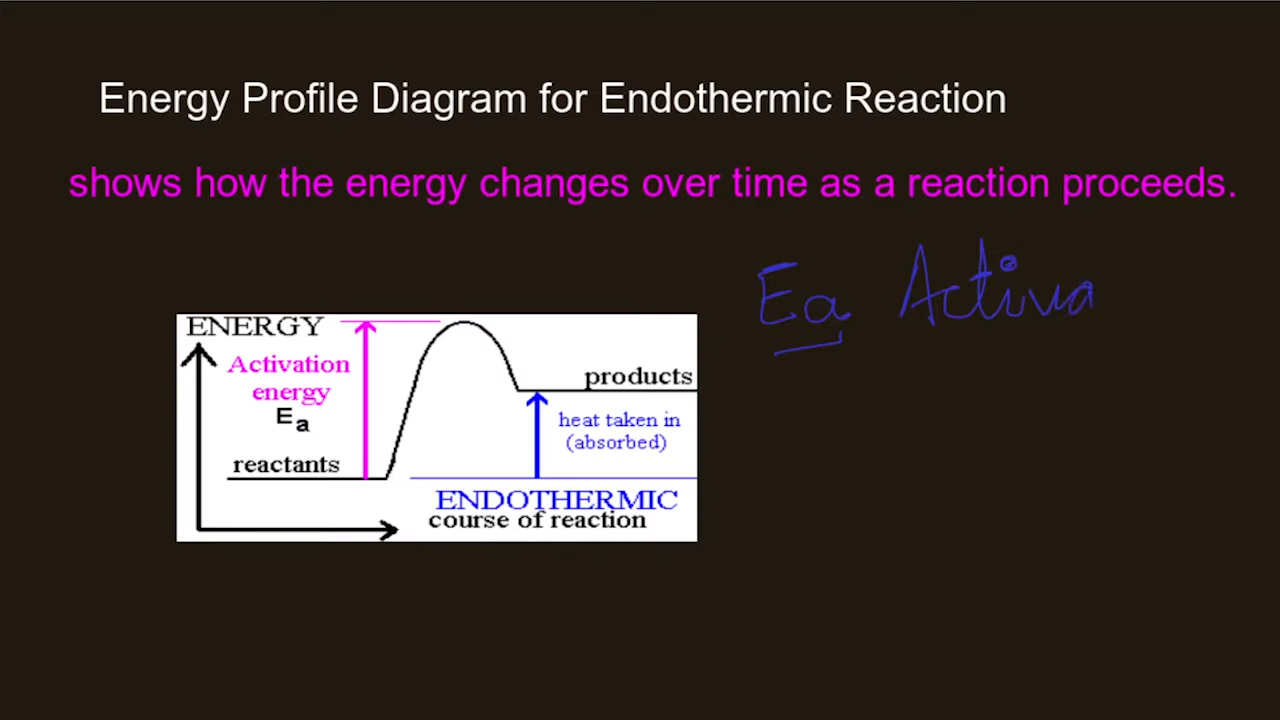 Energy Profile Diagram for Endothermic Reaction
shows how the energy changes over time as a reaction proceeds.
Ea Activa
ENERGY
Activation
energy
Ea
reactants
products
heat taken in
(absorbed)
ENDOTHERMIC
course of reaction